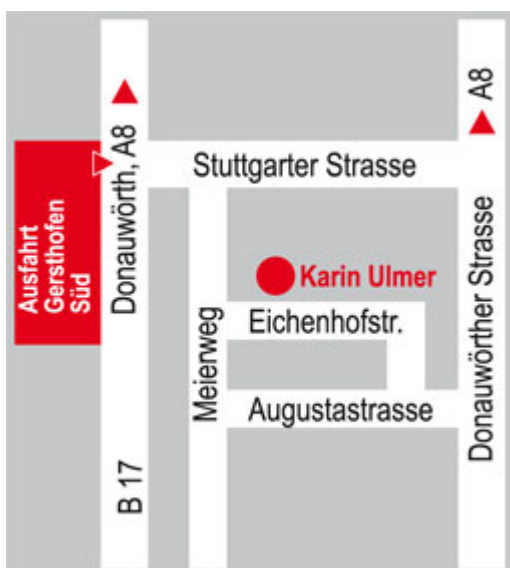 Donauwörth, A8
A8
Stuttgarter Strasse
Ausfahrt
Gersthofen
Süd
Karin Ulmer
Eichenhofstr.
Meierweg
Augustastrasse
Donauwörther Strasse
B 17